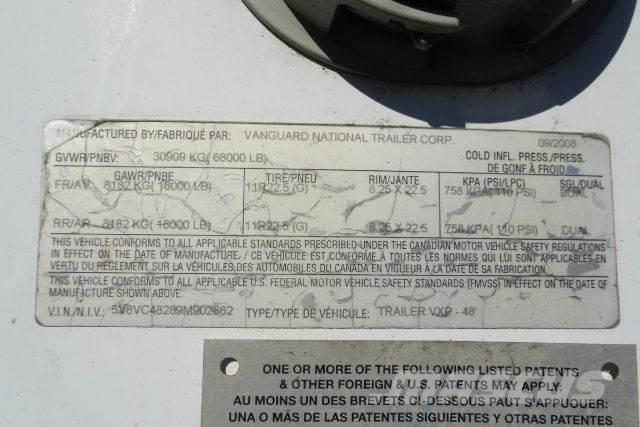 MANUFACTURED BY/FABRIQUÉ PAR: VANGUARD NATIONAL TRAILER CORP. 09/2008
GVWR/PNBV: 30909 KG(68000 LB) COLD INFL. PRESS/PRESS.
DE GONF À FROID
GAWR/PNBE TIRE/PNEU RIM/JANTE KPA (PSI/LPC) SGL/DUAL
FR/AV 8182 KG(18000 LB) 11R22.5 (G) 8.25 X 22.5 758 KPA(110 PSI) DUAL
RR/AR 8182 KG(18000 LB) 11R22.5 (G) 8.25 X 22.5 758 KPA(110 PSI) DUAL
THIS VEHICLE CONFORMS TO ALL APPLICABLE STANDARDS PRESCRIBED UNDER THE CANADIAN MOTOR VEHICLE SAFETY REGULATIONS
IN EFFECT ON THE DATE OF MANUFACTURE. / CE VÉHICULE EST CONFORME À TOUTES LES NORMES QUI LUI SONT APPLICABLES EN
VERTU DU RÈGLEMENT SUR LA SÉCURITÉ DES VÉHICULES AUTOMOBILES DU CANADA EN VIGUEUR À LA DATE DE SA FABRICATION.
THIS VEHICLE CONFORMS TO ALL APPLICABLE U.S. FEDERAL MOTOR VEHICLE SAFETY STANDARDS (FMVSS) IN EFFECT ON THE DATE OF
MANUFACTURE SHOWN ABOVE.
V.I.N./N.I.V.: 5V8VC48289M902662 TYPE/TYPE DE VÉHICULE: TRAILER VXP - 48'
ONE OR MORE OF THE FOLLOWING LISTED PATENTS
& OTHER FOREIGN & U.S. PATENTS MAY APPLY:
AU MOINS UN DES BREVETS CI-DESSOUS PAUT S'APPUOUER:
UNA O MÁS DE LAS PATENTES SIGUIENTES Y OTRAS PATENTES